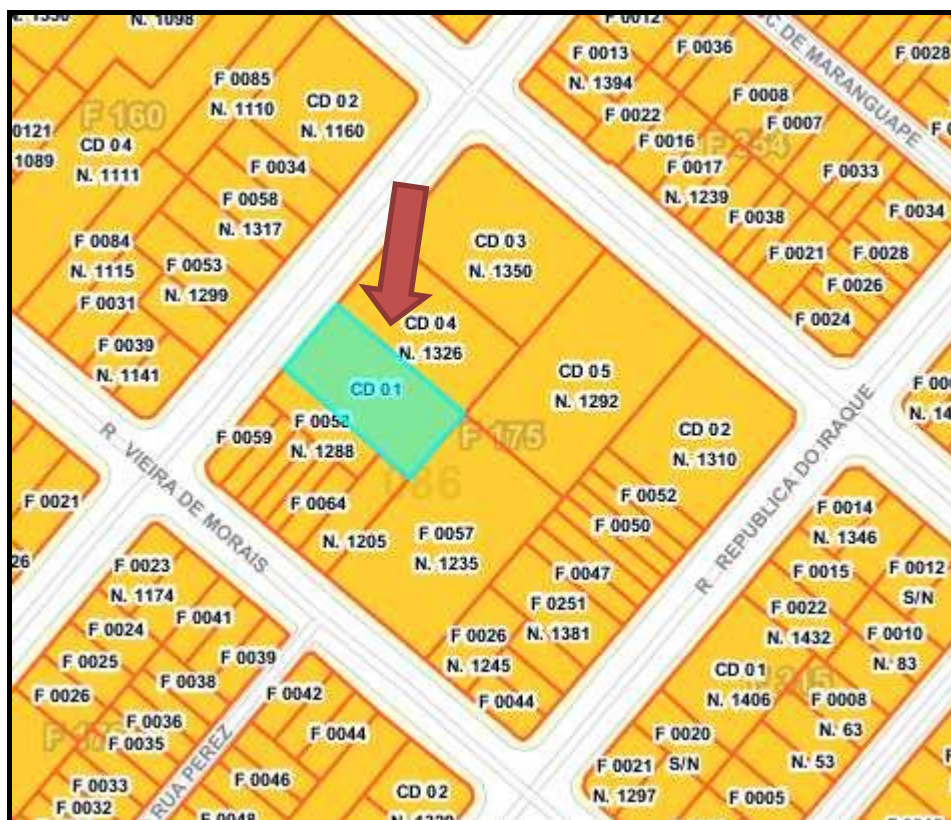 N. 1098
F 0085
N. 1110
CD 02
N. 1160
F 160
0121
1089
CD 04
N. 1111
F 0034
F 0058
N. 1317
F 0084
N. 1115
F 0053
N. 1299
F 0031
F 0039
N. 1141
F 0012
F 0013
N. 1394
F 0036
F 0028
DE MARANGUAPE
F 0022
F 0008
F 0007
F 0016
F 0017
N. 1239
F 0033
F 0038
F 0034
F 0021
F 0028
F 0026
F 0024
CD 03
N. 1350
CD 04
N. 1326
CD 01
CD 05
N. 1292
F 175
086
CD 02
N. 1310
F 0059
N. 1288
F 0064
N. 1205
F 0057
N. 1235
F 0052
F 0050
F 0047
F 0251
N. 1381
F 0026
N. 1245
F 0044
R VIEIRA DE MORAIS
R REPUBLICA DO IRAQUE
F 0021
26
F 0023
N. 1174
F 0024
F 0041
F 0025
F 0039
F 0038
F 0026
F 0036
F 0035
F 0033
F 0032
RUA PEREZ
F 0042
F 0044
F 0046
F 0048
CD 02
F 0014
N. 1346
F 0015
F 0012
S/N
F 0022
N. 1432
F 0010
N. 83
CD 01
N. 1406
215
F 0008
N. 63
F 0020
S/N
N. 53
F 0021
N. 1297
F 0005